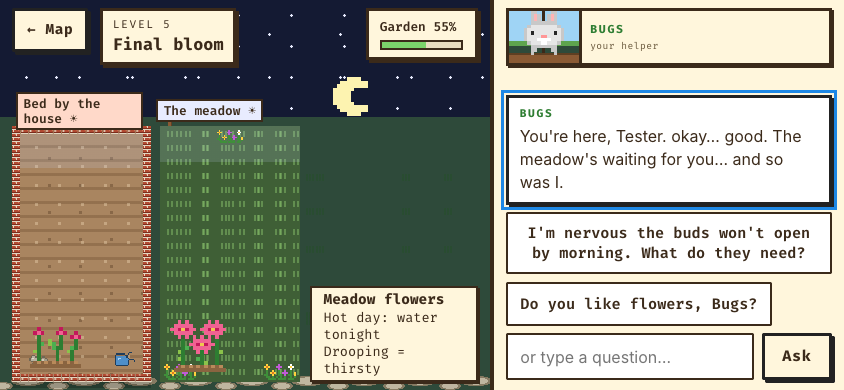 ← Map
LEVEL 5
Final bloom
Garden 55%
Bed by the
house ☀
The meadow ☀
Meadow flowers
Hot day: water
tonight
Drooping =
thirsty
BUGS
your helper
BUGS
You're here, Tester. okay... good. The
meadow's waiting for you... and so
was I.
I'm nervous the buds won't open
by morning. What do they need?
Do you like flowers, Bugs?
or type a question...
Ask